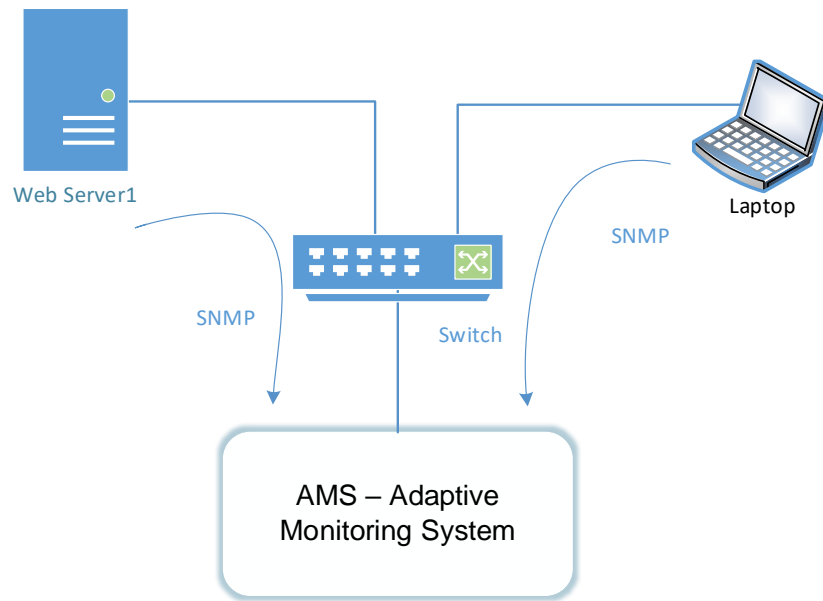 Web Server1
Laptop
SNMP
SNMP
Switch
AMS – Adaptive
Monitoring System